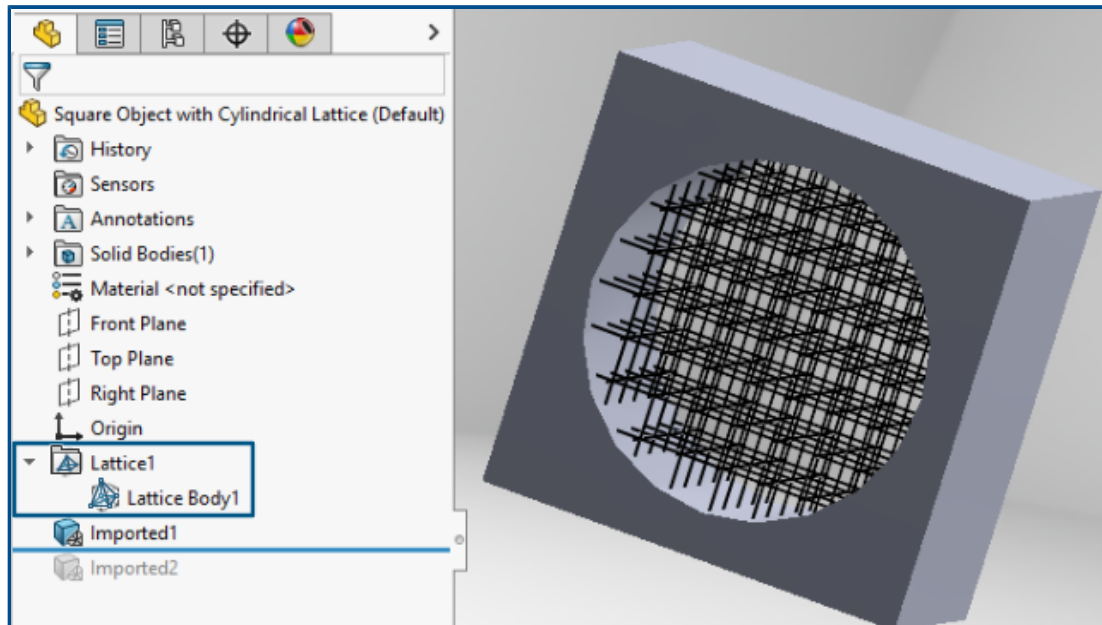 Square Object with Cylindrical Lattice (Default)
History
Sensors
Annotations
Solid Bodies(1)
Material <not specified>
Front Plane
Top Plane
Right Plane
Origin
Lattice1
Lattice Body1
Imported1
Imported2